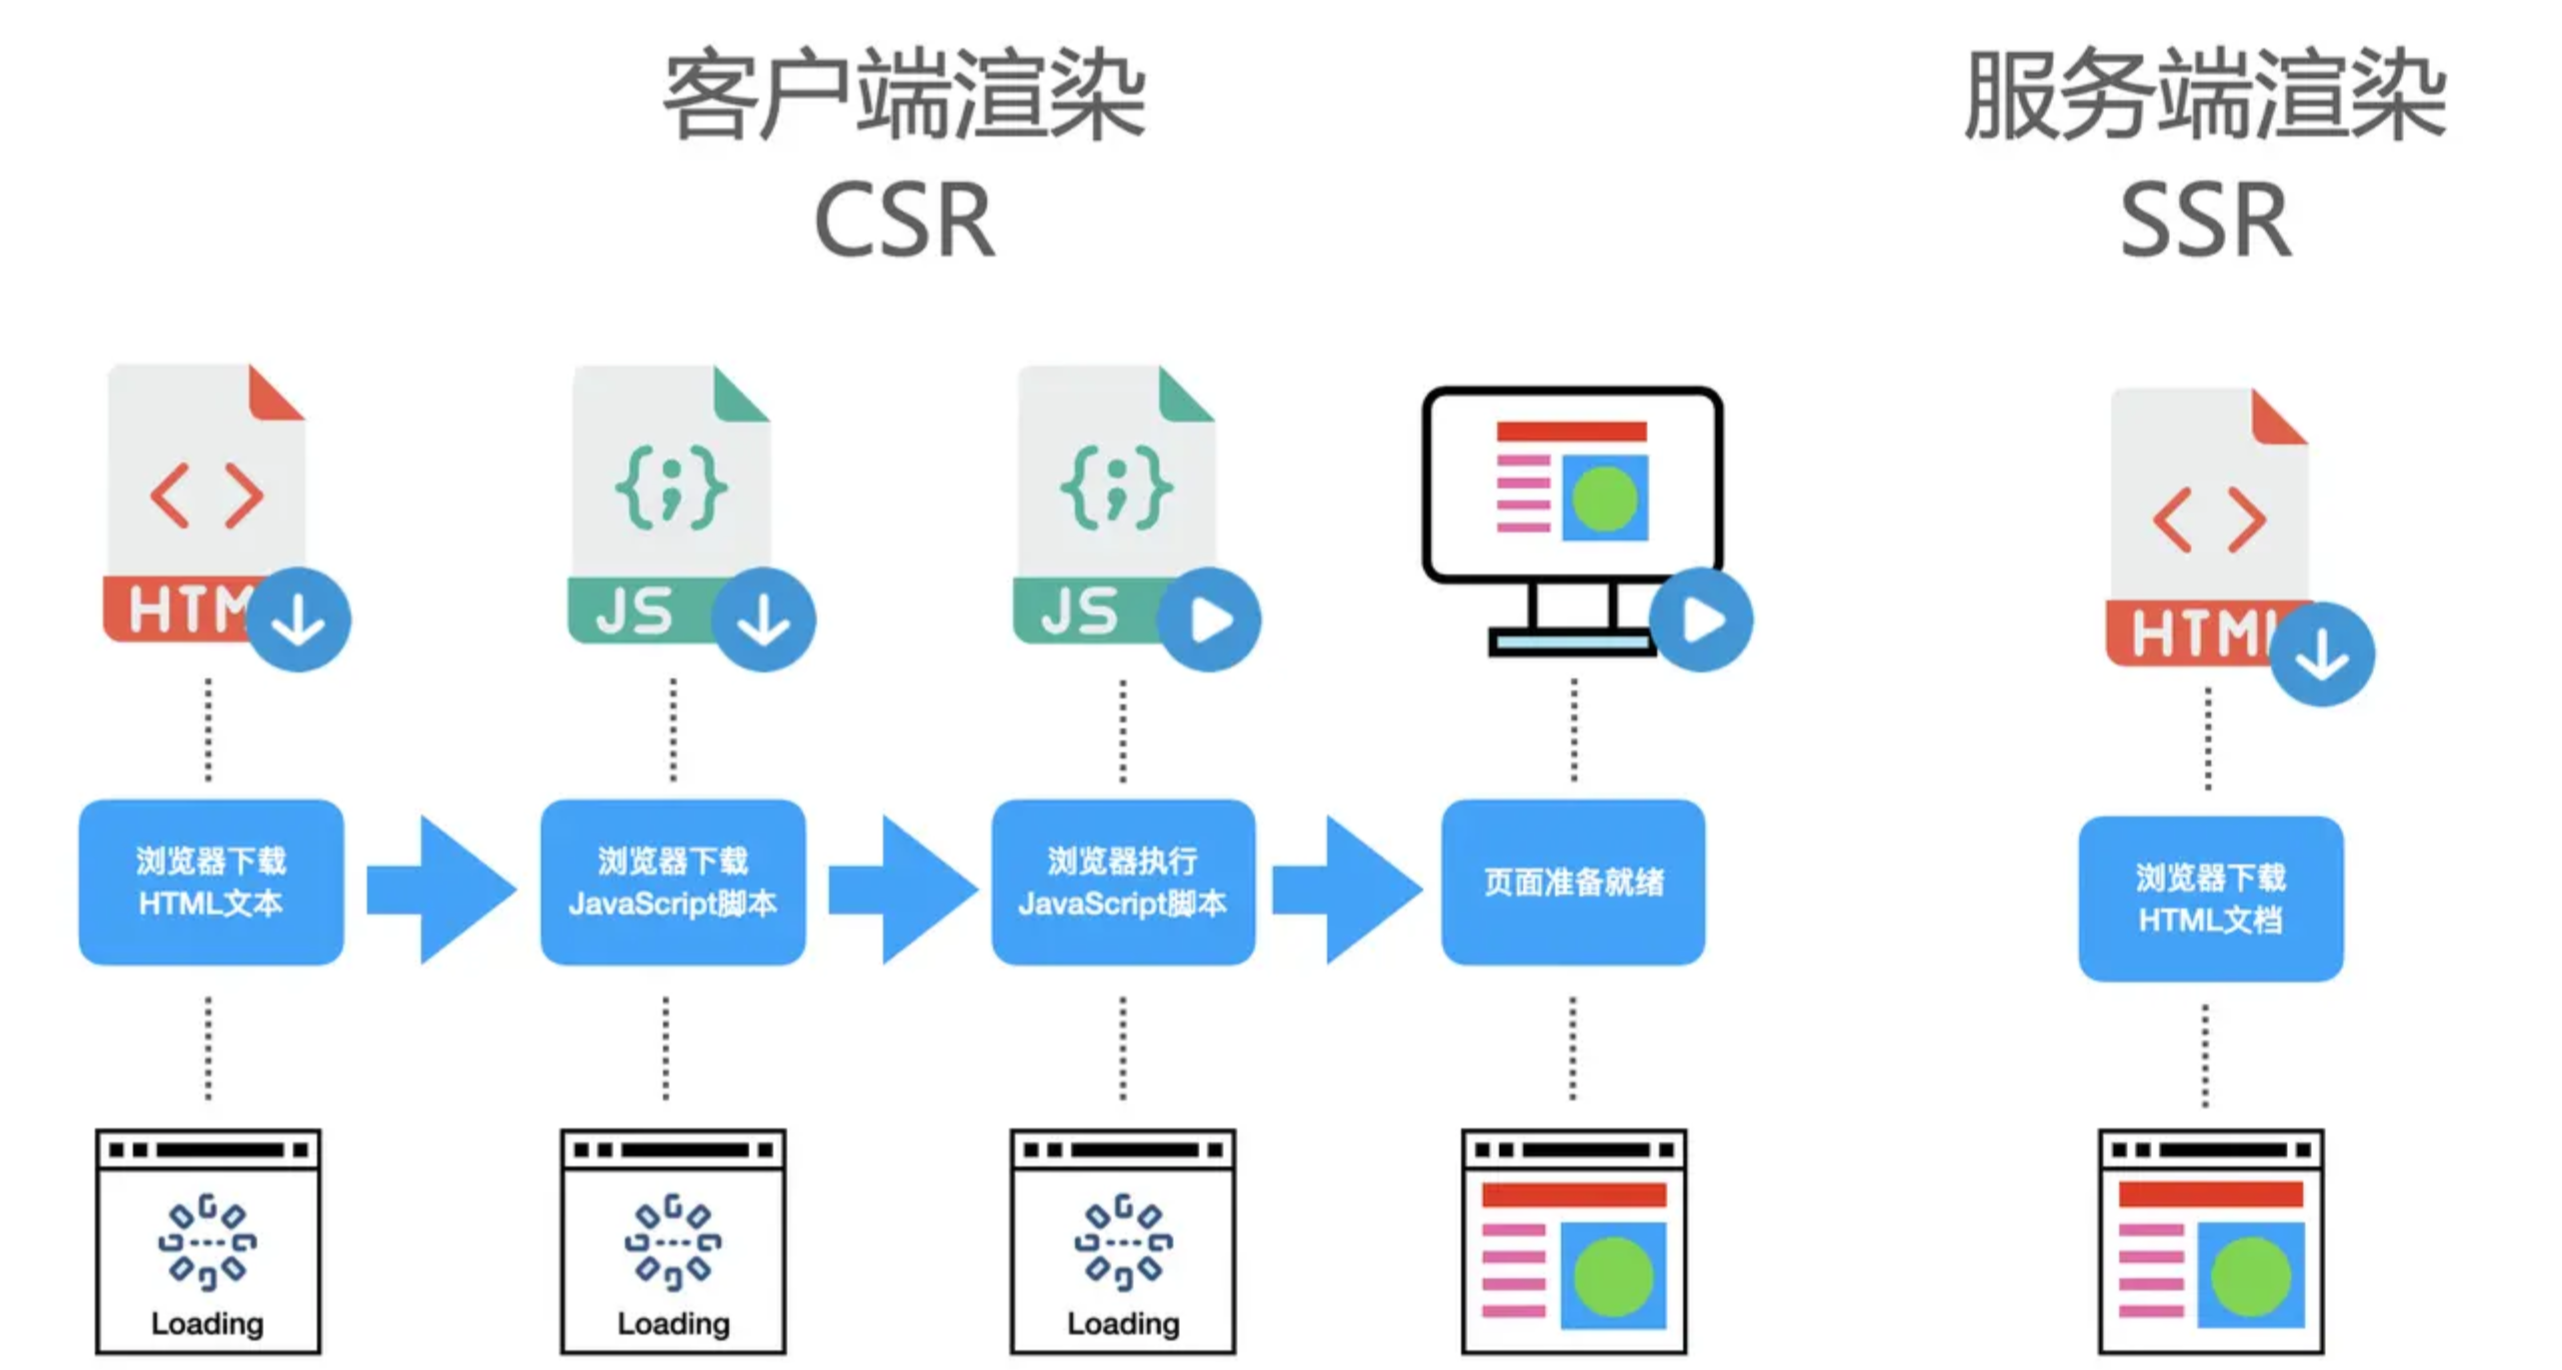 客户端渲染
CSR
服务端渲染
SSR
HTM
JS
JS
HTML
浏览器下载
HTML文本
浏览器下载
JavaScript脚本
浏览器执行
JavaScript脚本
页面准备就绪
浏览器下载
HTML文档
Loading
Loading
Loading